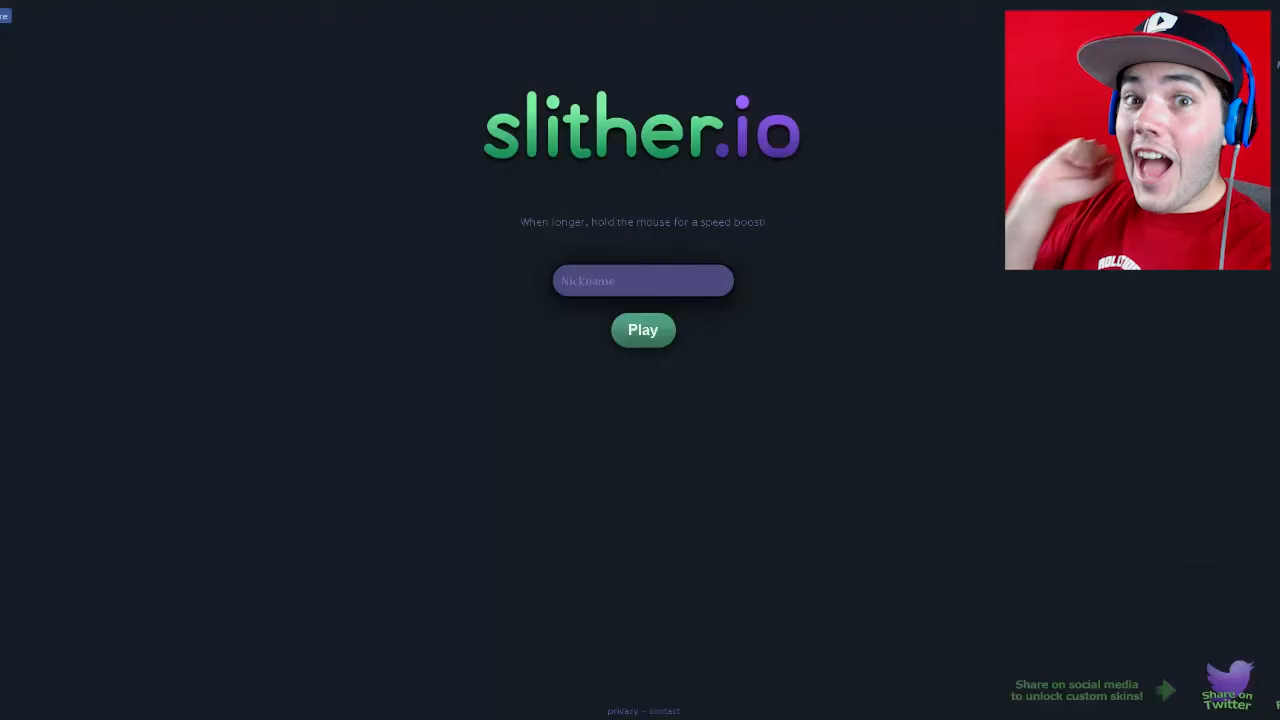 re
slither.io
When longer, hold the mouse for a speed boost!
Nickname
Play
Share on social media
to unlock custom skins!
Share on
Twitter
privacy - contact